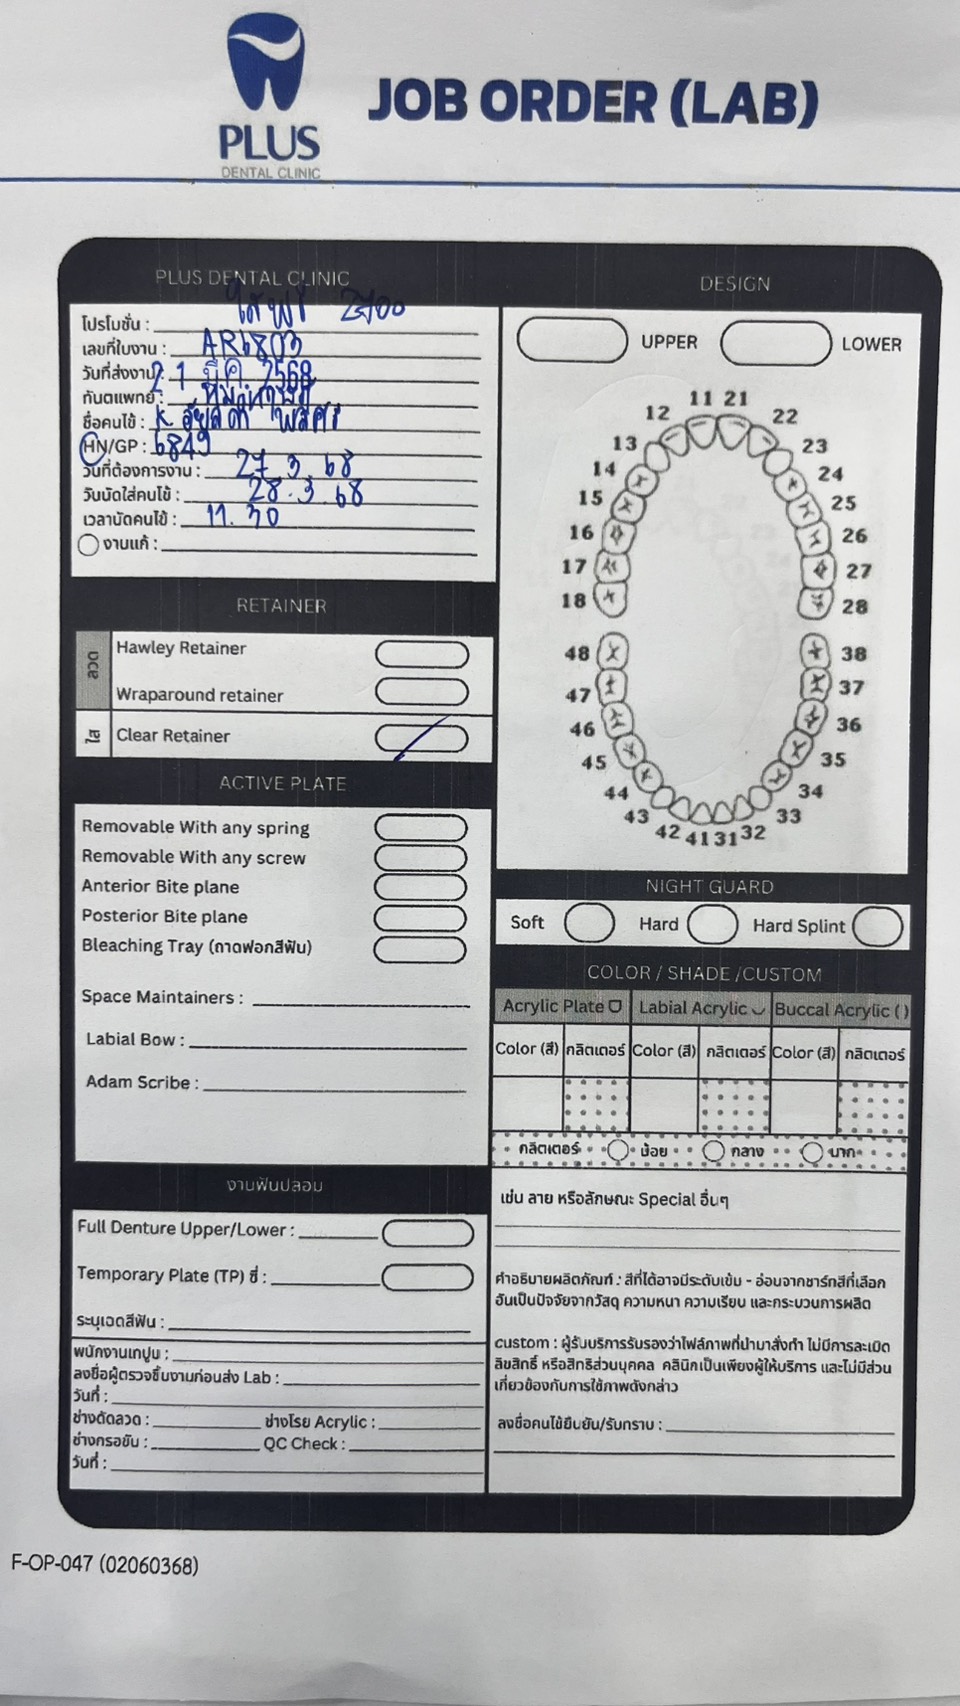 PLUS
DENTAL CLINIC
JOB ORDER (LAB)
PLUS DENTAL CLINIC
โปรโมชั่น : ใสฟรี 2700
เลขที่ใบงาน : AR6803
วันที่ส่งงาน : 21 มีค 2568
ทันตแพทย์ :
ชื่อคนไข้ : K
HN/GP : 6849
วันที่ต้องการงาน : 27.3.68
วันนัดใส่คนไข้ : 28.3.68
เวลานัดคนไข้ : 11.30
งานแก้ :
RETAINER
ลวด
Hawley Retainer
Wraparound retainer
ใส
Clear Retainer
ACTIVE PLATE
Removable With any spring
Removable With any screw
Anterior Bite plane
Posterior Bite plane
Bleaching Tray (ถาดฟอกสีฟัน)
Space Maintainers :
Labial Bow :
Adam Scribe :
งานฟันปลอม
Full Denture Upper/Lower :
Temporary Plate (TP) ซี่ :
ระบุเฉดสีฟัน :
พนักงานเทปูน :
ลงชื่อผู้ตรวจชิ้นงานก่อนส่ง Lab :
วันที่ :
ช่างดัดลวด : ช่างโรย Acrylic :
ช่างกรอขัน : QC Check :
วันที่ :
DESIGN
UPPER LOWER
11 21
12 22
13 23
14 24
15 25
16 26
17 27
18 28
48 38
47 37
46 36
45 35
44 34
43 33
42 41 31 32
NIGHT GUARD
Soft Hard Hard Splint
COLOR / SHADE /CUSTOM
Acrylic Plate Labial Acrylic Buccal Acrylic ( )
Color (สี) กลิตเตอร์ Color (สี) กลิตเตอร์ Color (สี) กลิตเตอร์
กลิตเตอร์ น้อย กลาง มาก
เช่น ลาย หรือลักษณะ Special อื่นๆ
คำอธิบายผลิตภัณฑ์ : สีที่ได้อาจมีระดับเข้ม - อ่อนจากชาร์ทสีที่เลือก
อันเป็นปัจจัยจากวัสดุ ความหนา ความเรียบ และกระบวนการผลิต
custom : ผู้รับบริการรับรองว่าไฟล์ภาพที่นำมาสั่งทำ ไม่มีการละเมิด
ลิขสิทธิ์ หรือสิทธิส่วนบุคคล คลินิกเป็นเพียงผู้ให้บริการ และไม่มีส่วน
เกี่ยวข้องกับการใช้ภาพดังกล่าว
ลงชื่อคนไข้ยืนยัน/รับทราบ :
F-OP-047 (02060368)